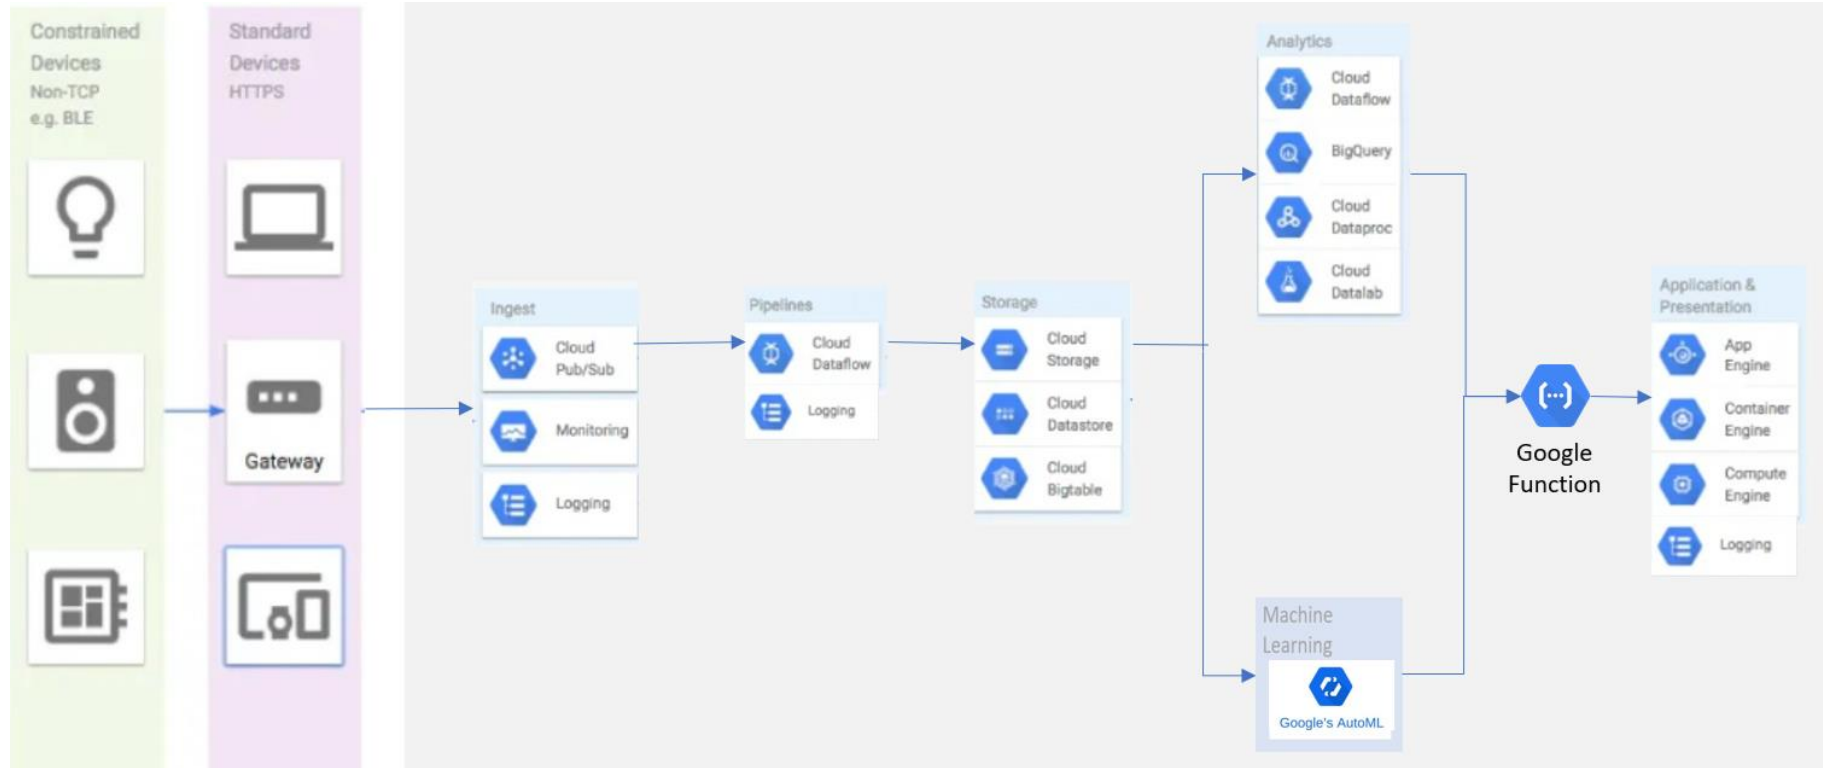 Constrained
Devices
Non-TCP
e.g. BLE
Standard
Devices
HTTPS
Gateway
Ingest
Cloud
Pub/Sub
Monitoring
Logging
Pipelines
Cloud
Dataflow
Logging
Storage
Cloud
Storage
Cloud
Datastore
Cloud
Bigtable
Analytics
Cloud
Dataflow
BigQuery
Cloud
Dataproc
Cloud
Datalab
Machine
Learning
Google's AutoML
Google
Function
Application &
Presentation
App
Engine
Container
Engine
Compute
Engine
Logging